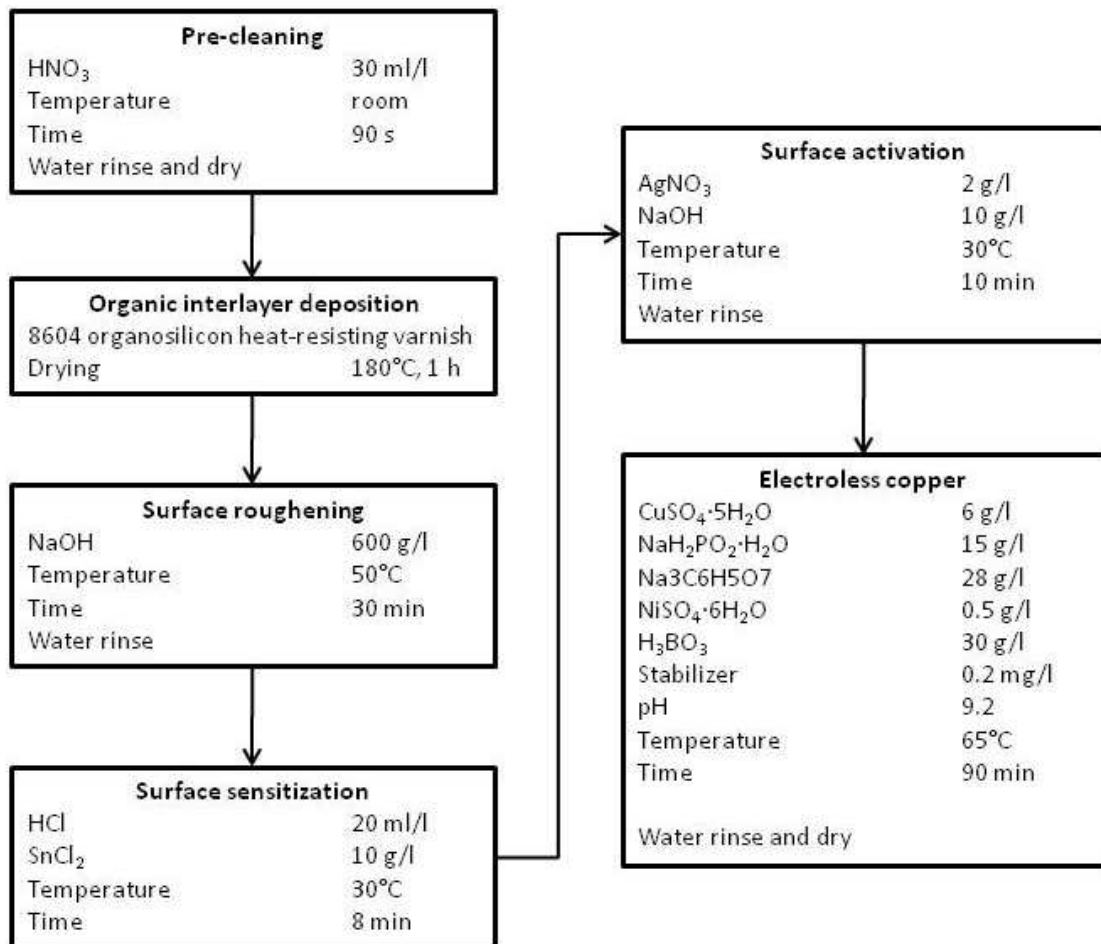 Pre-cleaning
HNO₃ 30 ml/l
Temperature room
Time 90 s
Water rinse and dry
Organic interlayer deposition
8604 organosilicon heat-resisting varnish
Drying 180°C, 1 h
Surface roughening
NaOH 600 g/l
Temperature 50°C
Time 30 min
Water rinse
Surface sensitization
HCl 20 ml/l
SnCl₂ 10 g/l
Temperature 30°C
Time 8 min
Surface activation
AgNO₃ 2 g/l
NaOH 10 g/l
Temperature 30°C
Time 10 min
Water rinse
Electroless copper
CuSO₄·5H₂O 6 g/l
NaH₂PO₂·H₂O 15 g/l
Na3C6H5O7 28 g/l
NiSO₄·6H₂O 0.5 g/l
H₃BO₃ 30 g/l
Stabilizer 0.2 mg/l
pH 9.2
Temperature 65°C
Time 90 min
Water rinse and dry